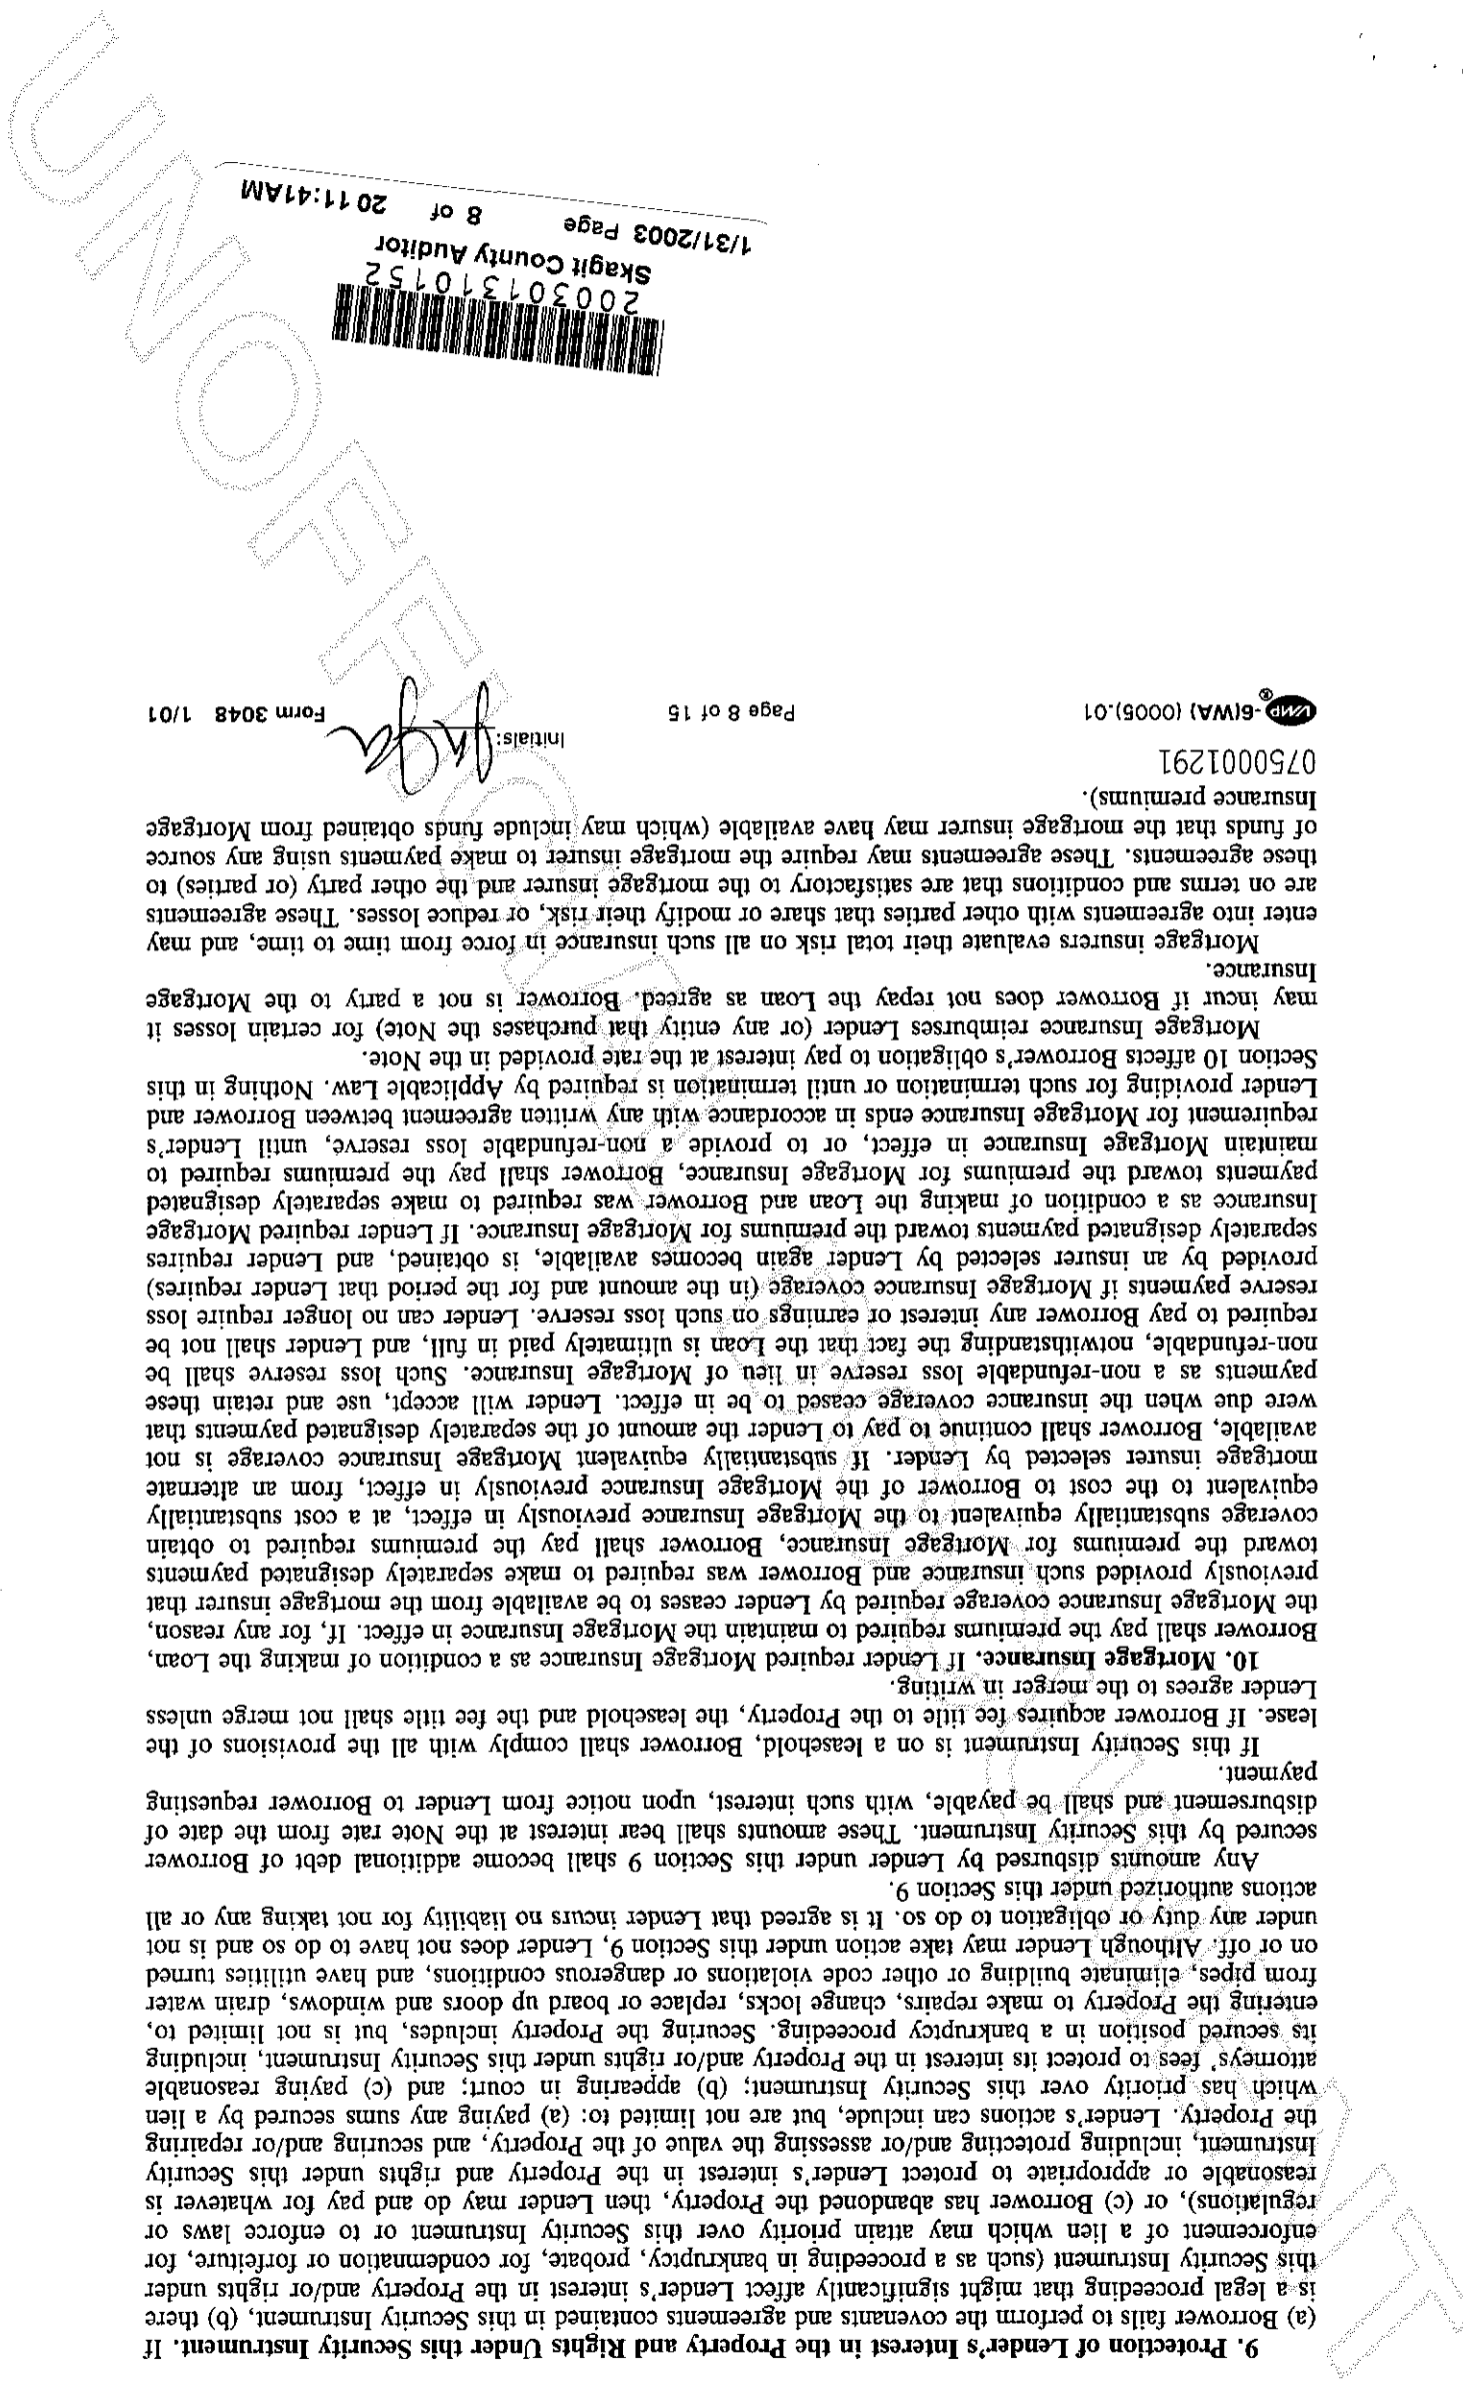 9. Protection of Lender's Interest in the Property and Rights Under this Security Instrument. If
(a) Borrower fails to perform the covenants and agreements contained in this Security Instrument, (b) there
is a legal proceeding that might significantly affect Lender's interest in the Property and/or rights under
this Security Instrument (such as a proceeding in bankruptcy, probate, for condemnation or forfeiture, for
enforcement of a lien which may attain priority over this Security Instrument or to enforce laws or
regulations), or (c) Borrower has abandoned the Property, then Lender may do and pay for whatever is
reasonable or appropriate to protect Lender's interest in the Property and rights under this Security
Instrument, including protecting and/or assessing the value of the Property, and securing and/or repairing
the Property. Lender's actions can include, but are not limited to: (a) paying any sums secured by a lien
which has priority over this Security Instrument; (b) appearing in court; and (c) paying reasonable
attorneys' fees to protect its interest in the Property and/or rights under this Security Instrument, including
its secured position in a bankruptcy proceeding. Securing the Property includes, but is not limited to,
entering the Property to make repairs, change locks, replace or board up doors and windows, drain water
from pipes, eliminate building or other code violations or dangerous conditions, and have utilities turned
on or off. Although Lender may take action under this Section 9, Lender does not have to do so and is not
under any duty or obligation to do so. It is agreed that Lender incurs no liability for not taking any or all
actions authorized under this Section 9.
Any amounts disbursed by Lender under this Section 9 shall become additional debt of Borrower
secured by this Security Instrument. These amounts shall bear interest at the Note rate from the date of
disbursement and shall be payable, with such interest, upon notice from Lender to Borrower requesting
payment.
If this Security Instrument is on a leasehold, Borrower shall comply with all the provisions of the
lease. If Borrower acquires fee title to the Property, the leasehold and the fee title shall not merge unless
Lender agrees to the merger in writing.
10. Mortgage Insurance. If Lender required Mortgage Insurance as a condition of making the Loan,
Borrower shall pay the premiums required to maintain the Mortgage Insurance in effect. If, for any reason,
the Mortgage Insurance coverage required by Lender ceases to be available from the mortgage insurer that
previously provided such insurance and Borrower was required to make separately designated payments
toward the premiums for Mortgage Insurance, Borrower shall pay the premiums required to obtain
coverage substantially equivalent to the Mortgage Insurance previously in effect, at a cost substantially
equivalent to the cost to Borrower of the Mortgage Insurance previously in effect, from an alternate
mortgage insurer selected by Lender. If substantially equivalent Mortgage Insurance coverage is not
available, Borrower shall continue to pay to Lender the amount of the separately designated payments that
were due when the insurance coverage ceased to be in effect. Lender will accept, use and retain these
payments as a non-refundable loss reserve in lieu of Mortgage Insurance. Such loss reserve shall be
non-refundable, notwithstanding the fact that the Loan is ultimately paid in full, and Lender shall not be
required to pay Borrower any interest or earnings on such loss reserve. Lender can no longer require loss
reserve payments if Mortgage Insurance coverage (in the amount and for the period that Lender requires)
provided by an insurer selected by Lender again becomes available, is obtained, and Lender requires
separately designated payments toward the premiums for Mortgage Insurance. If Lender required Mortgage
Insurance as a condition of making the Loan and Borrower was required to make separately designated
payments toward the premiums for Mortgage Insurance, Borrower shall pay the premiums required to
maintain Mortgage Insurance in effect, or to provide a non-refundable loss reserve, until Lender's
requirement for Mortgage Insurance ends in accordance with any written agreement between Borrower and
Lender providing for such termination or until termination is required by Applicable Law. Nothing in this
Section 10 affects Borrower's obligation to pay interest at the rate provided in the Note.
Mortgage Insurance reimburses Lender (or any entity that purchases the Note) for certain losses it
may incur if Borrower does not repay the Loan as agreed. Borrower is not a party to the Mortgage
Insurance.
Mortgage insurers evaluate their total risk on all such insurance in force from time to time, and may
enter into agreements with other parties that share or modify their risk, or reduce losses. These agreements
are on terms and conditions that are satisfactory to the mortgage insurer and the other party (or parties) to
these agreements. These agreements may require the mortgage insurer to make payments using any source
of funds that the mortgage insurer may have available (which may include funds obtained from Mortgage
Insurance premiums).
0750001291
Initials:
VMP®-6(WA) (0005).01 Page 8 of 15 Form 3048 1/01
200301310152
Skagit County Auditor
1/31/2003 Page 8 of 20 11:41AM
UNOFFICIAL DOCUMENT